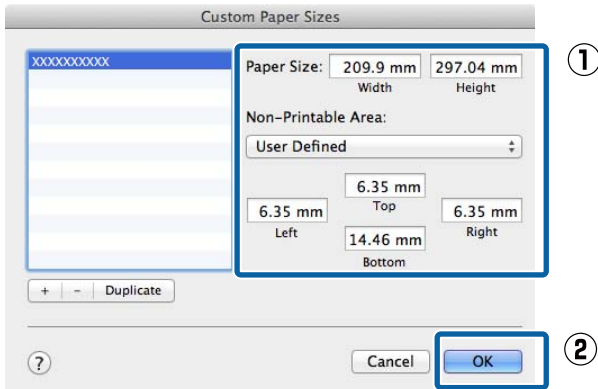 Custom Paper Sizes
XXXXXXXXXX
Paper Size: 209.9 mm 297.04 mm
Width Height
Non-Printable Area:
User Defined
6.35 mm
Top
6.35 mm 6.35 mm
Left Right
14.46 mm
Bottom
+ - Duplicate
? Cancel OK
①
②